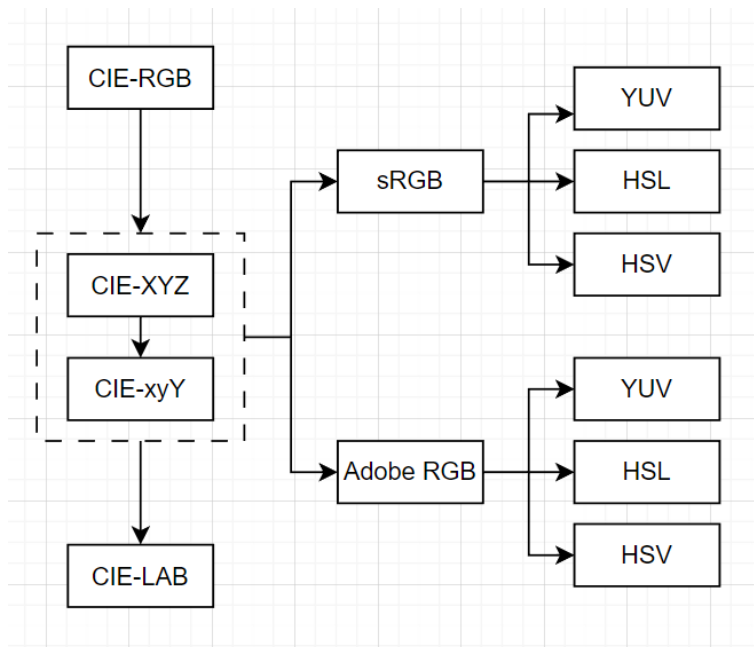 CIE-RGB
CIE-XYZ
CIE-xyY
CIE-LAB
sRGB
Adobe RGB
YUV
HSL
HSV
YUV
HSL
HSV